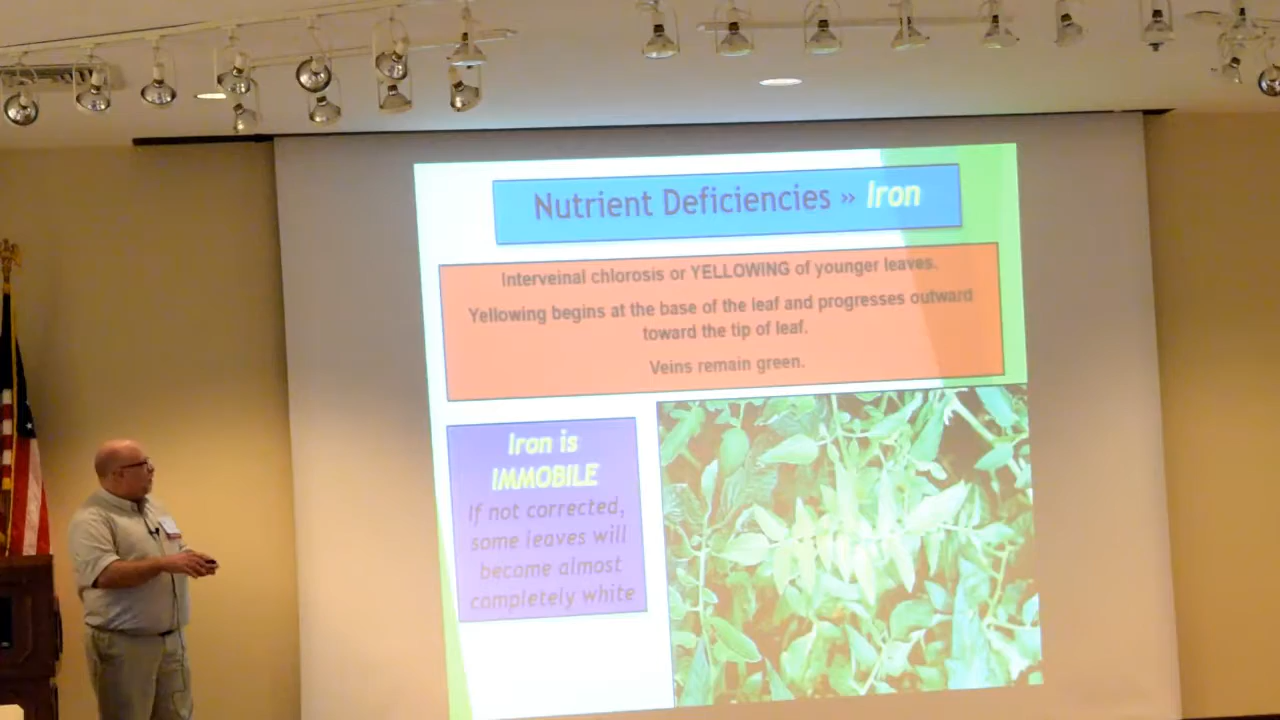 Nutrient Deficiencies » Iron
Interveinal chlorosis or YELLOWING of younger leaves.
Yellowing begins at the base of the leaf and progresses outward
toward the tip of leaf.
Veins remain green.
Iron is
IMMOBILE
If not corrected,
some leaves will
become almost
completely white